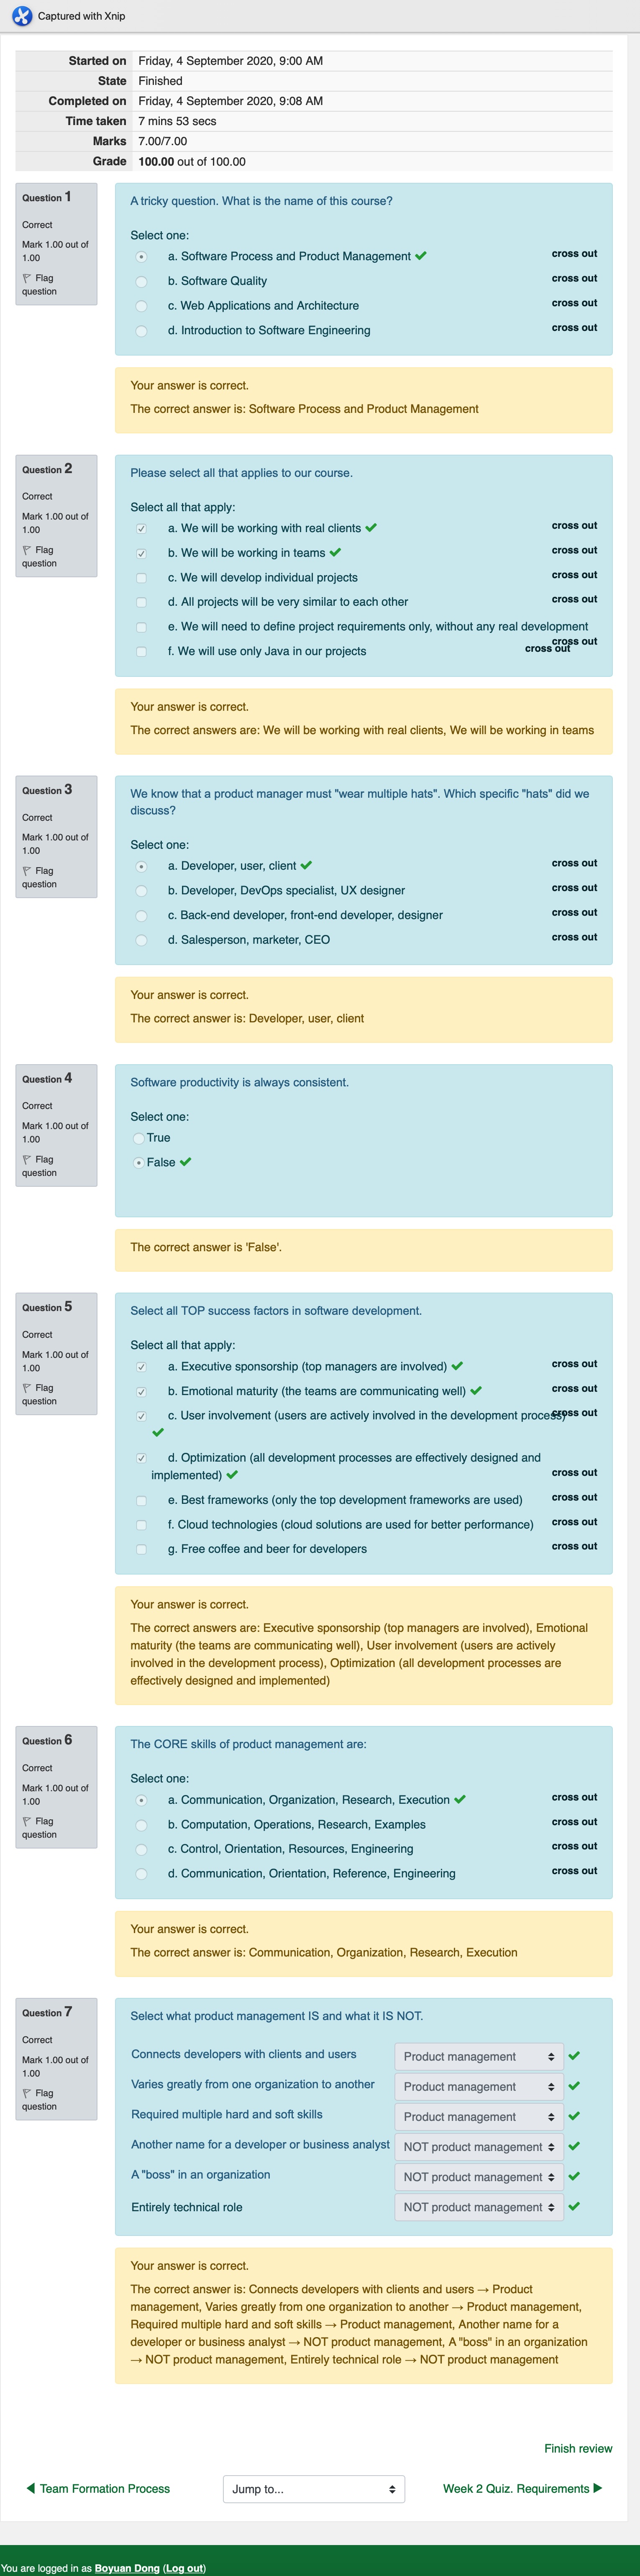 Captured with Xnip
Started on Friday, 4 September 2020, 9:00 AM
State Finished
Completed on Friday, 4 September 2020, 9:08 AM
Time taken 7 mins 53 secs
Marks 7.00/7.00
Grade 100.00 out of 100.00
Question 1
Correct
Mark 1.00 out of
1.00
Flag
question
A tricky question. What is the name of this course?
Select one:
a. Software Process and Product Management
cross out
b. Software Quality
cross out
c. Web Applications and Architecture
cross out
d. Introduction to Software Engineering
cross out
Your answer is correct.
The correct answer is: Software Process and Product Management
Question 2
Correct
Mark 1.00 out of
1.00
Flag
question
Please select all that applies to our course.
Select all that apply:
a. We will be working with real clients
cross out
b. We will be working in teams
cross out
c. We will develop individual projects
cross out
d. All projects will be very similar to each other
cross out
e. We will need to define project requirements only, without any real development
cross out
f. We will use only Java in our projects
cross out
Your answer is correct.
The correct answers are: We will be working with real clients, We will be working in teams
Question 3
Correct
Mark 1.00 out of
1.00
Flag
question
We know that a product manager must "wear multiple hats". Which specific "hats" did we
discuss?
Select one:
a. Developer, user, client
cross out
b. Developer, DevOps specialist, UX designer
cross out
c. Back-end developer, front-end developer, designer
cross out
d. Salesperson, marketer, CEO
cross out
Your answer is correct.
The correct answer is: Developer, user, client
Question 4
Correct
Mark 1.00 out of
1.00
Flag
question
Software productivity is always consistent.
Select one:
True
False
The correct answer is 'False'.
Question 5
Correct
Mark 1.00 out of
1.00
Flag
question
Select all TOP success factors in software development.
Select all that apply:
a. Executive sponsorship (top managers are involved)
cross out
b. Emotional maturity (the teams are communicating well)
cross out
c. User involvement (users are actively involved in the development process)
cross out
d. Optimization (all development processes are effectively designed and
implemented)
cross out
e. Best frameworks (only the top development frameworks are used)
cross out
f. Cloud technologies (cloud solutions are used for better performance)
cross out
g. Free coffee and beer for developers
cross out
Your answer is correct.
The correct answers are: Executive sponsorship (top managers are involved), Emotional
maturity (the teams are communicating well), User involvement (users are actively
involved in the development process), Optimization (all development processes are
effectively designed and implemented)
Question 6
Correct
Mark 1.00 out of
1.00
Flag
question
The CORE skills of product management are:
Select one:
a. Communication, Organization, Research, Execution
cross out
b. Computation, Operations, Research, Examples
cross out
c. Control, Orientation, Resources, Engineering
cross out
d. Communication, Orientation, Reference, Engineering
cross out
Your answer is correct.
The correct answer is: Communication, Organization, Research, Execution
Question 7
Correct
Mark 1.00 out of
1.00
Flag
question
Select what product management IS and what it IS NOT.
Connects developers with clients and users Product management
Varies greatly from one organization to another Product management
Required multiple hard and soft skills Product management
Another name for a developer or business analyst NOT product management
A "boss" in an organization NOT product management
Entirely technical role NOT product management
Your answer is correct.
The correct answer is: Connects developers with clients and users → Product
management, Varies greatly from one organization to another → Product management,
Required multiple hard and soft skills → Product management, Another name for a
developer or business analyst → NOT product management, A "boss" in an organization
→ NOT product management, Entirely technical role → NOT product management
Finish review
◀ Team Formation Process
Jump to...
Week 2 Quiz. Requirements ▶
You are logged in as Boyuan Dong (Log out)